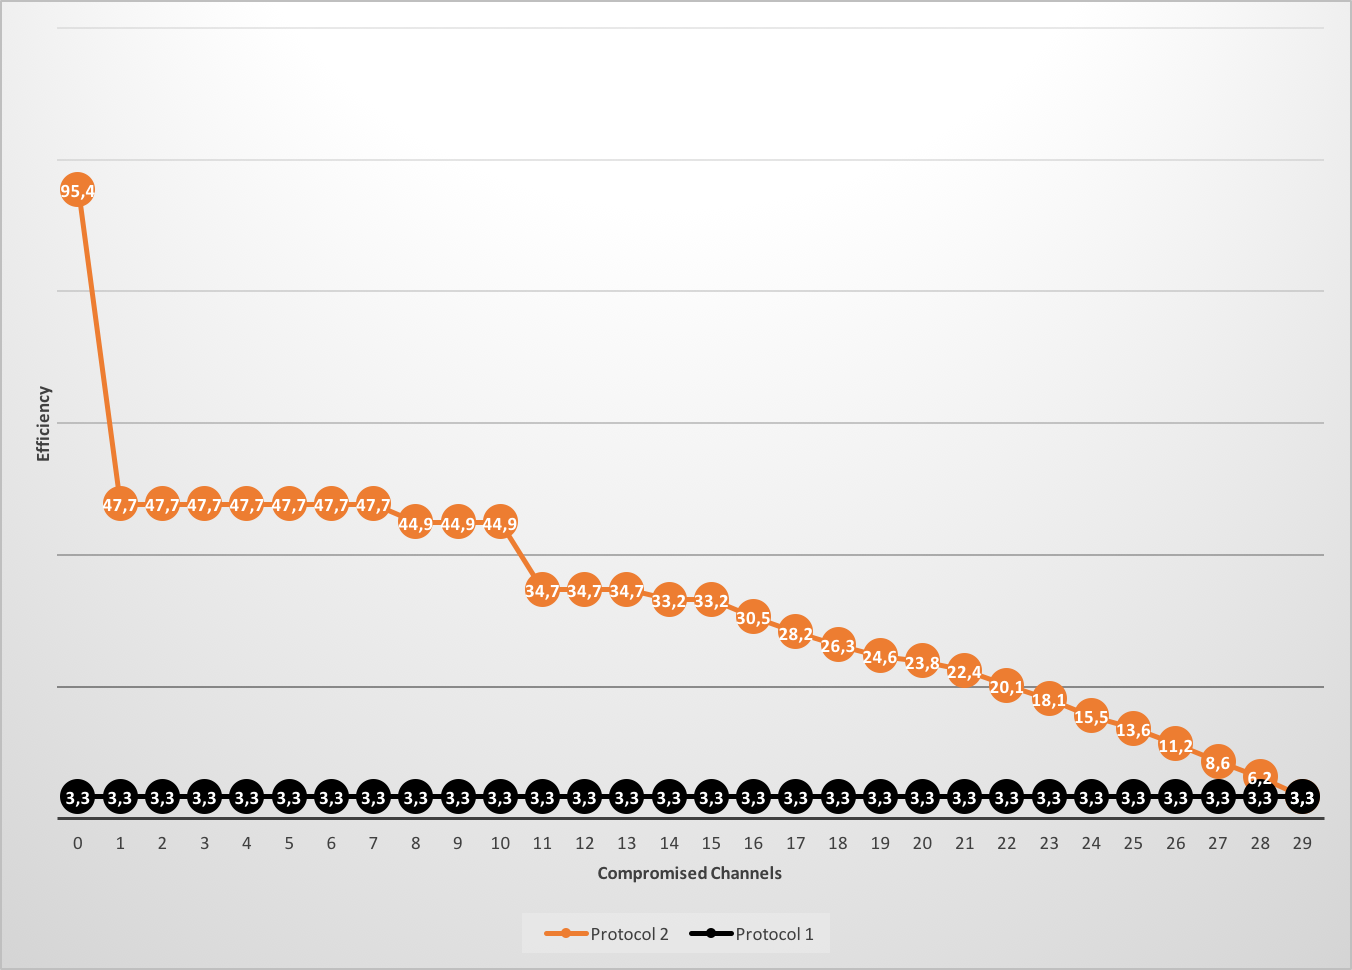 95,4
47,7 47,7 47,7 47,7 47,7 47,7 47,7 44,9 44,9 44,9 34,7 34,7 34,7 33,2 33,2 30,5 28,2 26,3 24,6 23,8 22,4 20,1 18,1 15,5 13,6 11,2 8,6 6,2
3,3 3,3 3,3 3,3 3,3 3,3 3,3 3,3 3,3 3,3 3,3 3,3 3,3 3,3 3,3 3,3 3,3 3,3 3,3 3,3 3,3 3,3 3,3 3,3 3,3 3,3 3,3 3,3 3,3 3,3
Efficiency
0 1 2 3 4 5 6 7 8 9 10 11 12 13 14 15 16 17 18 19 20 21 22 23 24 25 26 27 28 29
Compromised Channels
Protocol 2 Protocol 1